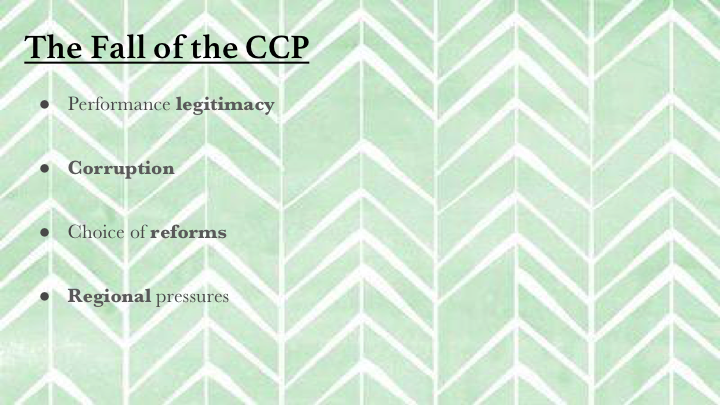 The Fall of the CCP
● Performance legitimacy
● Corruption
● Choice of reforms
● Regional pressures